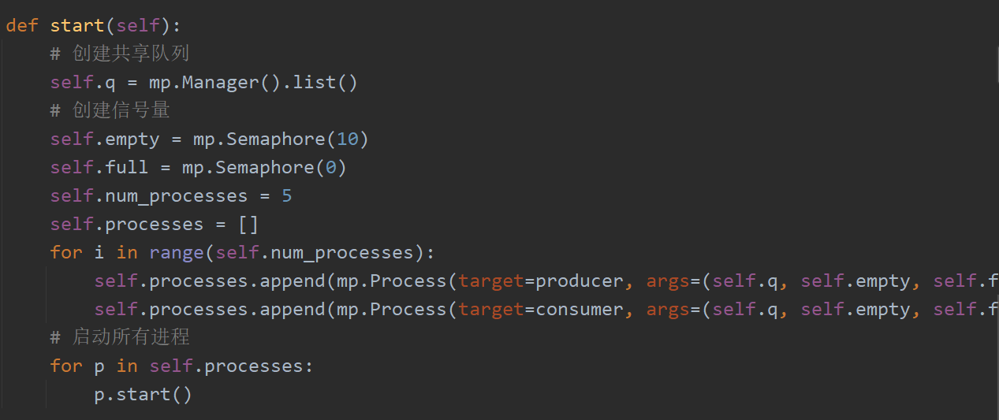 def start(self):
    # 创建共享队列
    self.q = mp.Manager().list()
    # 创建信号量
    self.empty = mp.Semaphore(10)
    self.full = mp.Semaphore(0)
    self.num_processes = 5
    self.processes = []
    for i in range(self.num_processes):
        self.processes.append(mp.Process(target=producer, args=(self.q, self.empty, self.f
        self.processes.append(mp.Process(target=consumer, args=(self.q, self.empty, self.f
    # 启动所有进程
    for p in self.processes:
        p.start()